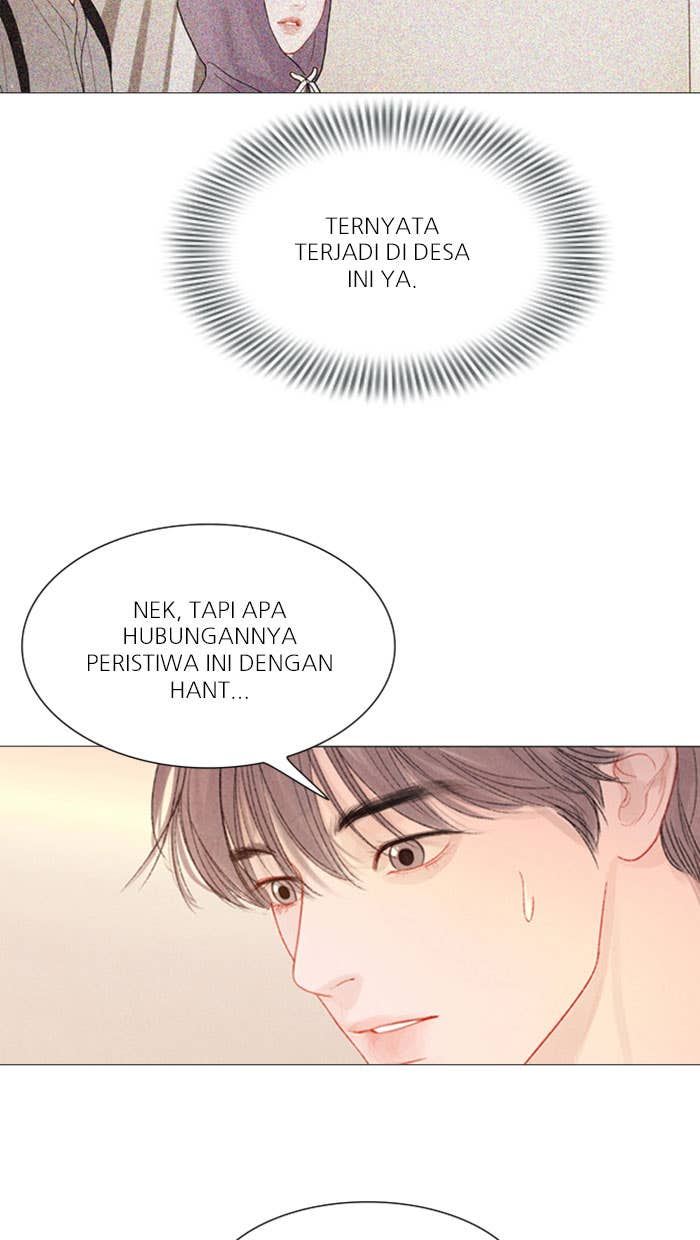 TERNYATA
TERJADI DI DESA
INI YA.
NEK, TAPI APA
HUBUNGANNYA
PERISTIWA INI DENGAN
HANT...